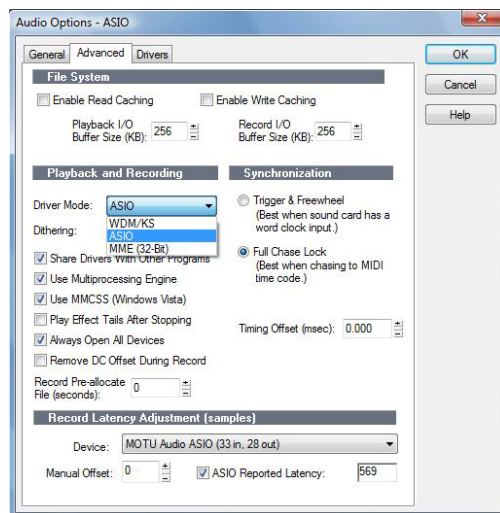 Audio Options - ASIO
General Advanced Drivers
OK
Cancel
Help
File System
Enable Read Caching Enable Write Caching
Playback I/O
Buffer Size (KB): 256
Record I/O
Buffer Size (KB): 256
Playback and Recording
Driver Mode: ASIO
WDM/KS
ASIO
MME (32-Bit)
Dithering:
Share Drivers With Other Programs
Use Multiprocessing Engine
Use MMCSS (Windows Vista)
Play Effect Tails After Stopping
Always Open All Devices
Remove DC Offset During Record
Record Pre-allocate
File (seconds): 0
Synchronization
Trigger & Freewheel
(Best when sound card has a
word clock input.)
Full Chase Lock
(Best when chasing to MIDI
time code.)
Timing Offset (msec): 0.000
Record Latency Adjustment (samples)
Device: MOTU Audio ASIO (33 in, 28 out)
Manual Offset: 0 ASIO Reported Latency: 569